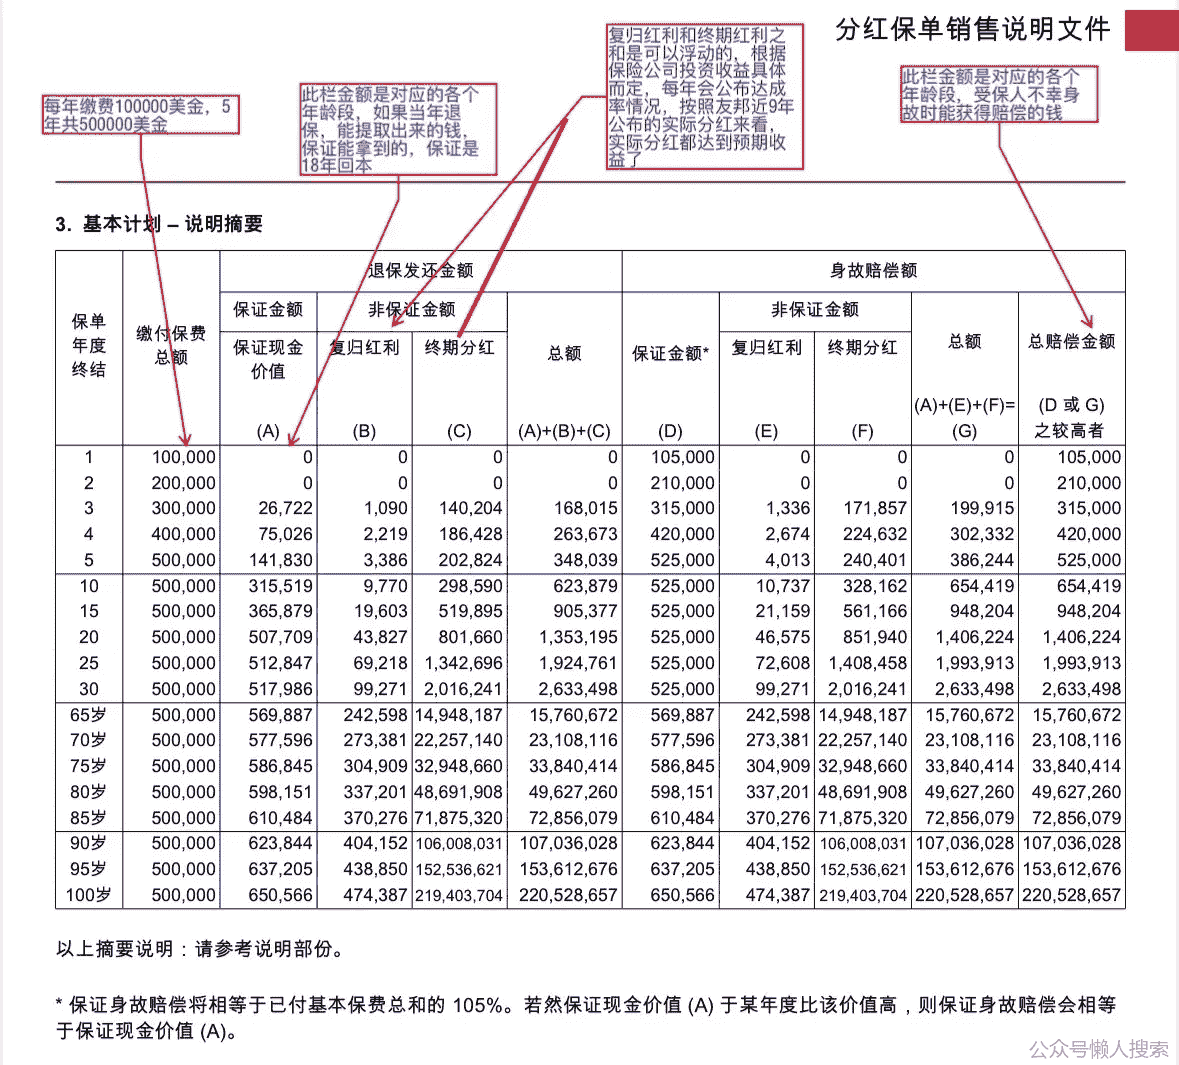 分红保单销售说明文件
复归红利和终期红利之
和是可以浮动的，根据
保险公司投资收益具体
而定，每年会公布达成
率情况，按照友邦近9年
公布的实际分红来看，
实际分红都达到预期收
益了
此栏金额是对应的各个
年龄段，受保人不幸身
故时能获得赔偿的钱
此栏金额是对应的各个
年龄段，如果当年退
保，能提取出来的钱，
保证能拿到的，保证是
18年回本
每年缴费100000美金，5
年共500000美金
3. 基本计划 – 说明摘要
保单年度终结 缴付保费总额 退保发还金额 身故赔偿额
保证金额 非保证金额 总额 保证金额* 非保证金额 总额 总赔偿金额
保证现金价值 复归红利 终期分红 复归红利 终期分红
(A)+(E)+(F)= (D 或 G)
(A) (B) (C) (A)+(B)+(C) (D) (E) (F) (G) 之较高者
1 100,000 0 0 0 0 105,000 0 0 0 105,000
2 200,000 0 0 0 0 210,000 0 0 0 210,000
3 300,000 26,722 1,090 140,204 168,015 315,000 1,336 171,857 199,915 315,000
4 400,000 75,026 2,219 186,428 263,673 420,000 2,674 224,632 302,332 420,000
5 500,000 141,830 3,386 202,824 348,039 525,000 4,013 240,401 386,244 525,000
10 500,000 315,519 9,770 298,590 623,879 525,000 10,737 328,162 654,419 654,419
15 500,000 365,879 19,603 519,895 905,377 525,000 21,159 561,166 948,204 948,204
20 500,000 507,709 43,827 801,660 1,353,195 525,000 46,575 851,940 1,406,224 1,406,224
25 500,000 512,847 69,218 1,342,696 1,924,761 525,000 72,608 1,408,458 1,993,913 1,993,913
30 500,000 517,986 99,271 2,016,241 2,633,498 525,000 99,271 2,016,241 2,633,498 2,633,498
65岁 500,000 569,887 242,598 14,948,187 15,760,672 569,887 242,598 14,948,187 15,760,672 15,760,672
70岁 500,000 577,596 273,381 22,257,140 23,108,116 577,596 273,381 22,257,140 23,108,116 23,108,116
75岁 500,000 586,845 304,909 32,948,660 33,840,414 586,845 304,909 32,948,660 33,840,414 33,840,414
80岁 500,000 598,151 337,201 48,691,908 49,627,260 598,151 337,201 48,691,908 49,627,260 49,627,260
85岁 500,000 610,484 370,276 71,875,320 72,856,079 610,484 370,276 71,875,320 72,856,079 72,856,079
90岁 500,000 623,844 404,152 106,008,031 107,036,028 623,844 404,152 106,008,031 107,036,028 107,036,028
95岁 500,000 637,205 438,850 152,536,621 153,612,676 637,205 438,850 152,536,621 153,612,676 153,612,676
100岁 500,000 650,566 474,387 219,403,704 220,528,657 650,566 474,387 219,403,704 220,528,657 220,528,657
以上摘要说明：请参考说明部份。
* 保证身故赔偿将相等于已付基本保费总和的 105%。若然保证现金价值 (A) 于某年度比该价值高，则保证身故赔偿会相等
于保证现金价值 (A)。
公众号懒人搜索